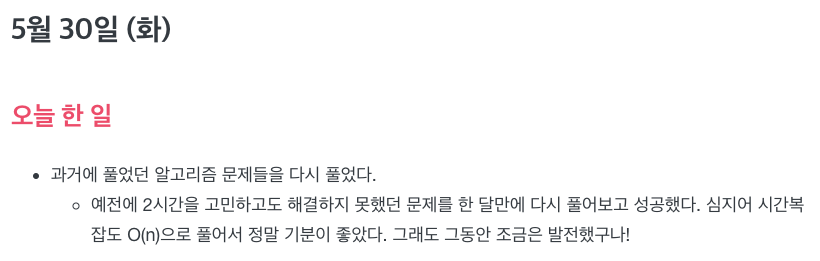 5월 30일 (화)
오늘 한 일
• 과거에 풀었던 알고리즘 문제들을 다시 풀었다.
◦ 예전에 2시간을 고민하고도 해결하지 못했던 문제를 한 달만에 다시 풀어보고 성공했다. 심지어 시간복
잡도 O(n)으로 풀어서 정말 기분이 좋았다. 그래도 그동안 조금은 발전했구나!